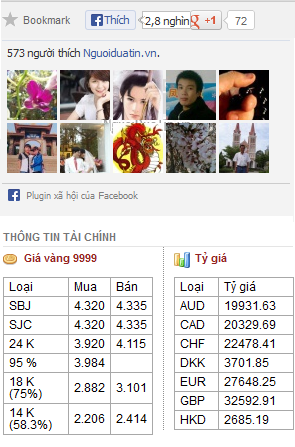 Bookmark
Thích 2,8 nghìn
+1 72
573 người thích Nguoiduatin.vn.
Plugin xã hội của Facebook
THÔNG TIN TÀI CHÍNH
Giá vàng 9999
Loại Mua Bán
SBJ 4.320 4.335
SJC 4.320 4.335
24 K 3.920 4.115
95 % 3.984
18 K (75%) 2.882 3.101
14 K (58.3%) 2.206 2.414
Tỷ giá
Loại Tỷ giá
AUD 19931.63
CAD 20329.69
CHF 22478.41
DKK 3701.85
EUR 27648.25
GBP 32592.91
HKD 2685.19